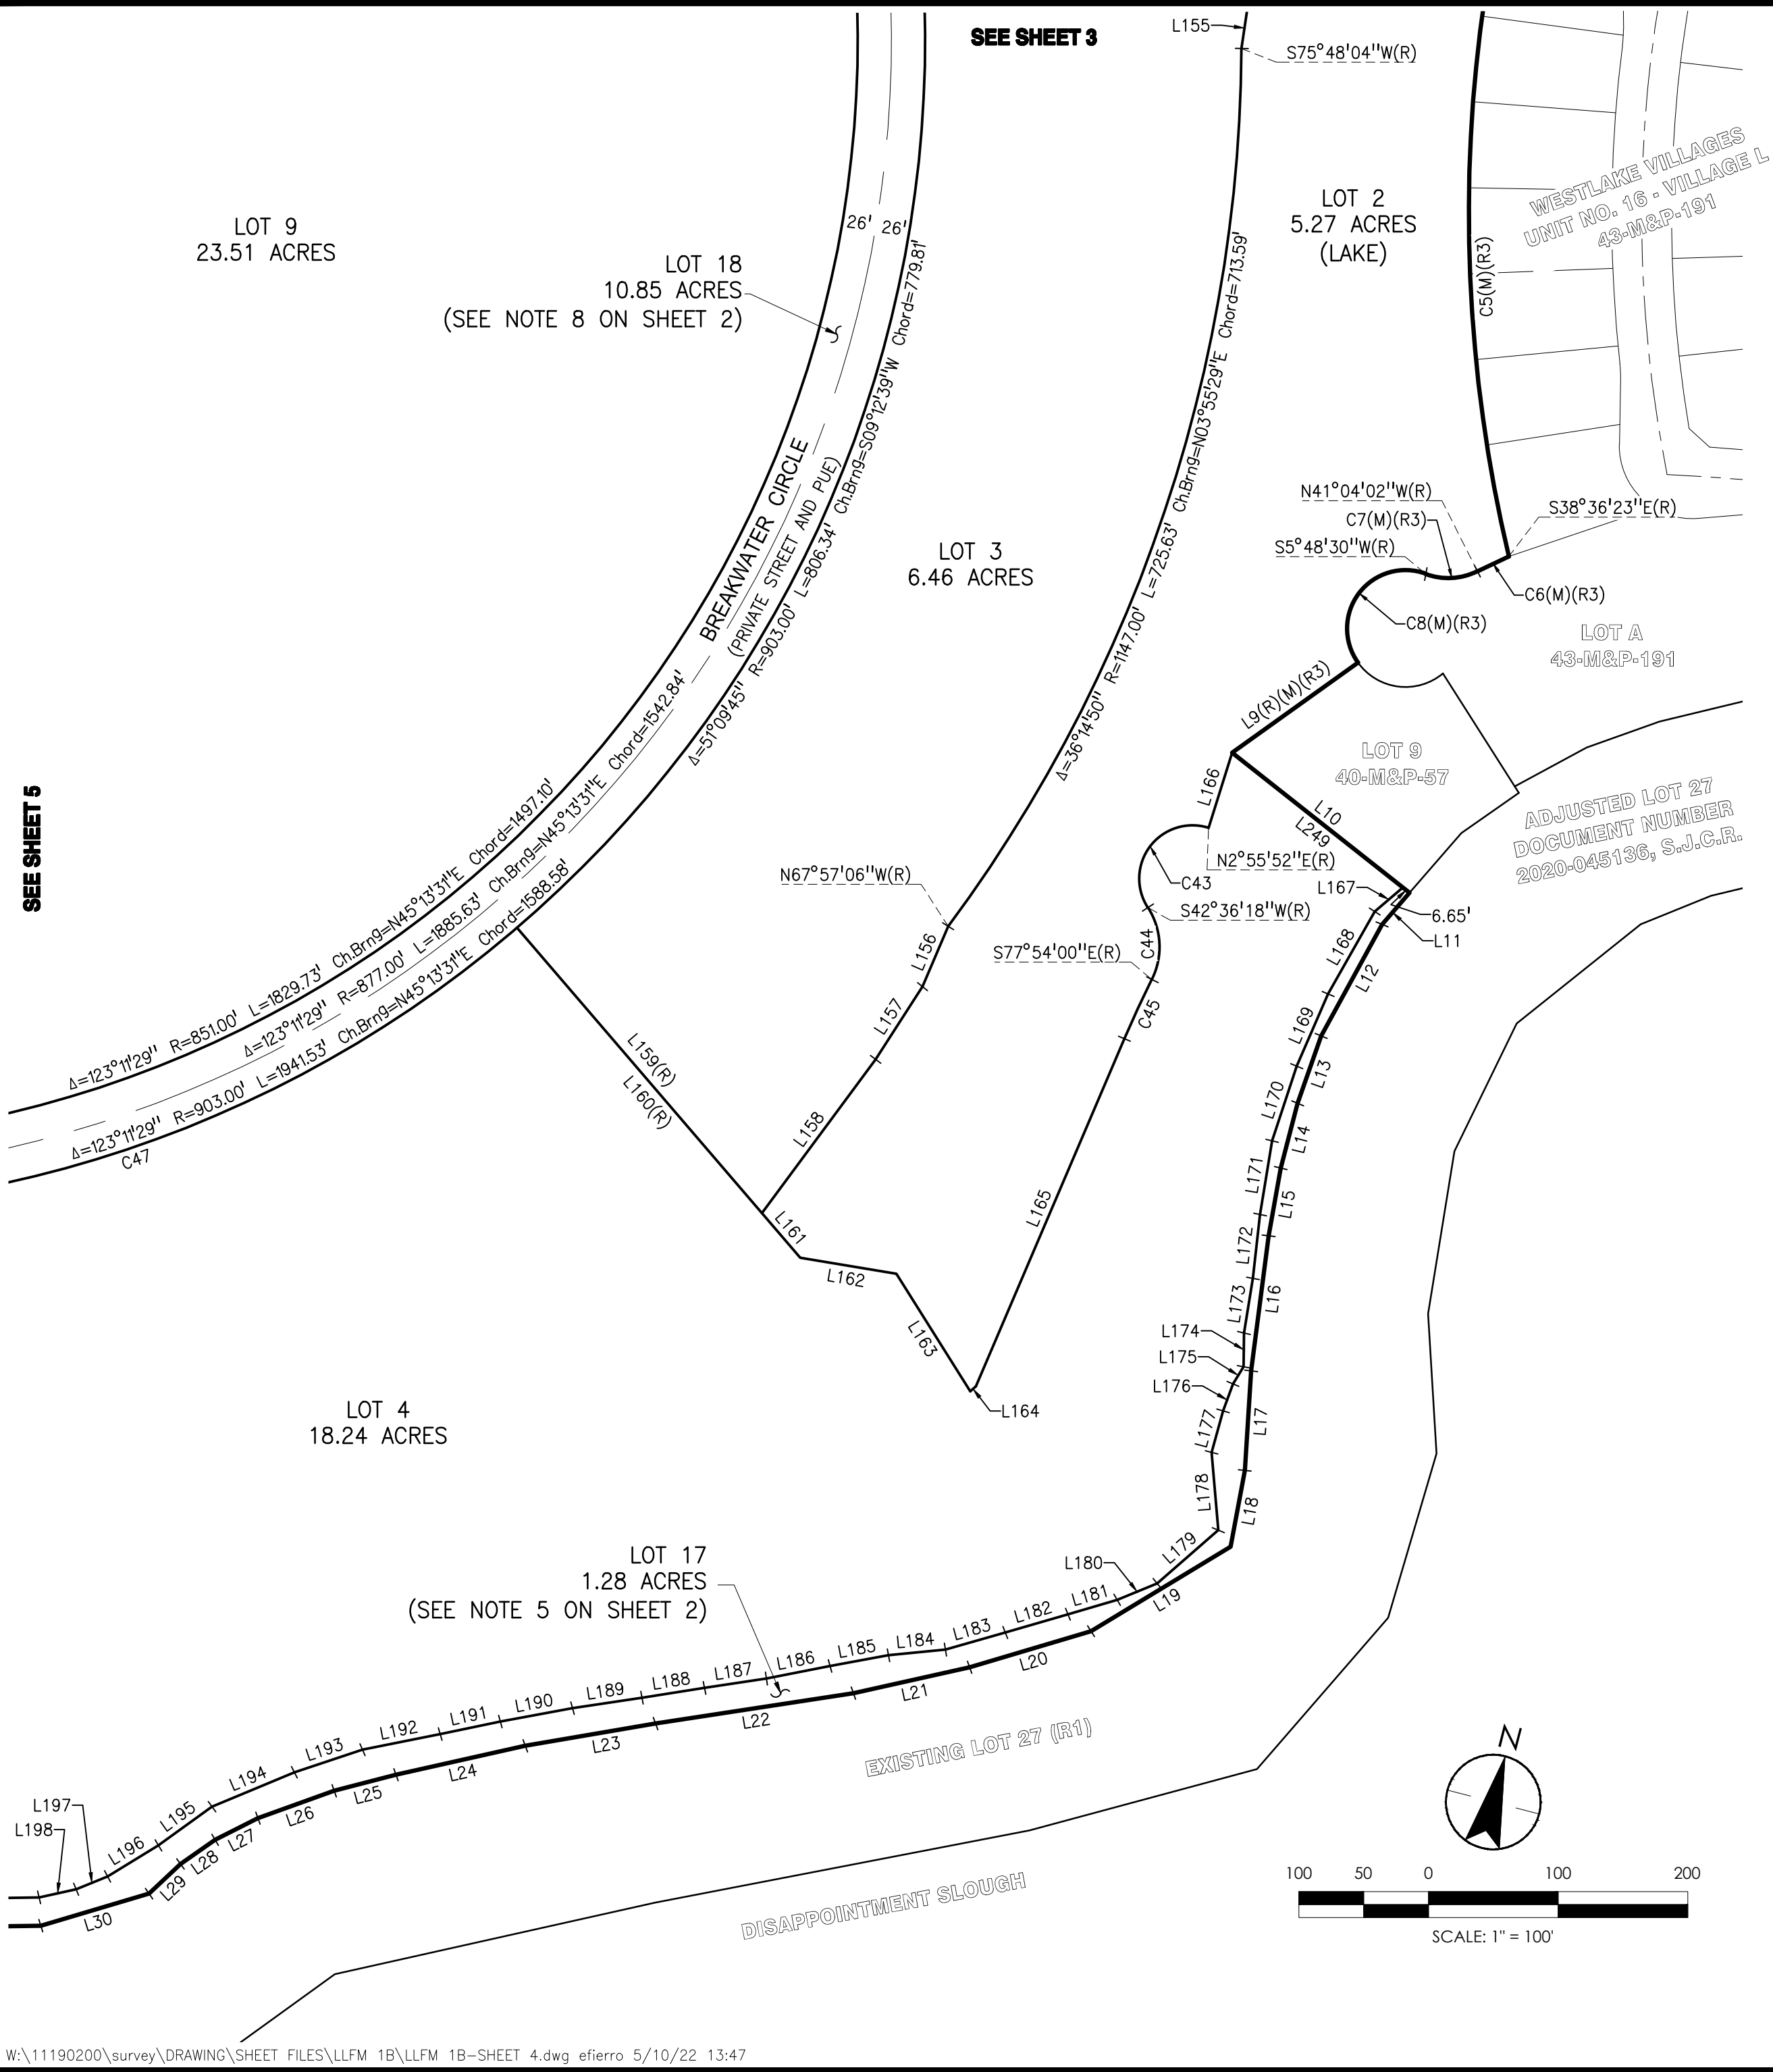 SEE SHEET 3
L155
S75°48'04"W(R)
WESTLAKE VILLAGES
UNIT NO. 16 - VILLAGE L
43-M&P-191
LOT 9
23.51 ACRES
LOT 18
10.85 ACRES
(SEE NOTE 8 ON SHEET 2)
26' 26'
LOT 2
5.27 ACRES
(LAKE)
C5(M)(R3)
BREAKWATER CIRCLE
(PRIVATE STREET AND PUE)
Δ=51°09'45" R=903.00' L=806.34' Ch.Brng=S09°12'39"W Chord=779.81'
Δ=36°14'50" R=1147.00' L=725.63' Ch.Brng=N03°55'29"E Chord=713.59'
LOT 3
6.46 ACRES
N41°04'02"W(R)
C7(M)(R3)
S5°48'30"W(R)
S38°36'23"E(R)
C6(M)(R3)
C8(M)(R3)
LOT A
43-M&P-191
L9(R)(M)(R3)
LOT 9
40-M&P-57
L166
L10
L249
ADJUSTED LOT 27
DOCUMENT NUMBER
2020-045136, S.J.C.R.
SEE SHEET 5
Δ=123°11'29" R=851.00' L=1829.73' Ch.Brng=N45°13'31"E Chord=1497.10'
Δ=123°11'29" R=877.00' L=1885.63' Ch.Brng=N45°13'31"E Chord=1542.84'
Δ=123°11'29" R=903.00' L=1941.53' Ch.Brng=N45°13'31"E Chord=1588.58'
C47
N67°57'06"W(R)
N2°55'52"E(R)
C43
L167
S42°36'18"W(R)
6.65'
L11
C44
S77°54'00"E(R)
L168
L12
L156
C45
L157
L169
L13
L159(R)
L160(R)
L158
L170
L14
L171
L15
L165
L161
L162
L172
L16
L163
L173
L174
L175
L176
L164
L177
L17
LOT 4
18.24 ACRES
L178
L18
LOT 17
1.28 ACRES
(SEE NOTE 5 ON SHEET 2)
L179
L180
L19
L181
L182
L183
L184
L185
L186
L187
L188
L189
L190
L191
L192
L193
L194
L195
L196
L197
L198
L20
L21
L22
L23
L24
L25
L26
L27
L28
L29
L30
EXISTING LOT 27 (R1)
DISAPPOINTMENT SLOUGH
N
100 50 0 100 200
SCALE: 1" = 100'
W:\11190200\survey\DRAWING\SHEET FILES\LLFM 1B\LLFM 1B-SHEET 4.dwg efierro 5/10/22 13:47